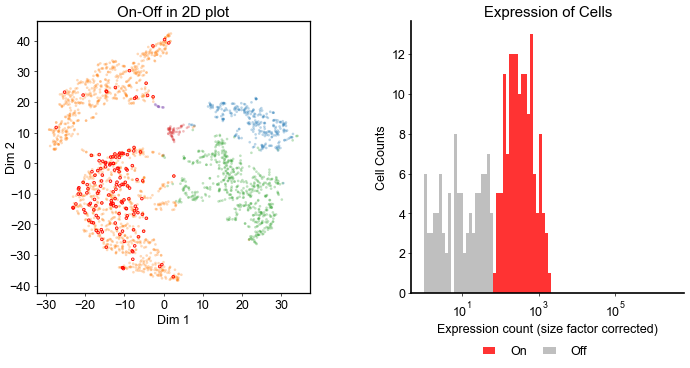 On-Off in 2D plot
40
30
20
10
0
−10
−20
−30
−40
Dim 2
−30 −20 −10 0 10 20 30
Dim 1
Expression of Cells
12
10
8
6
4
2
0
Cell Counts
10^1 10^3 10^5
Expression count (size factor corrected)
On Off